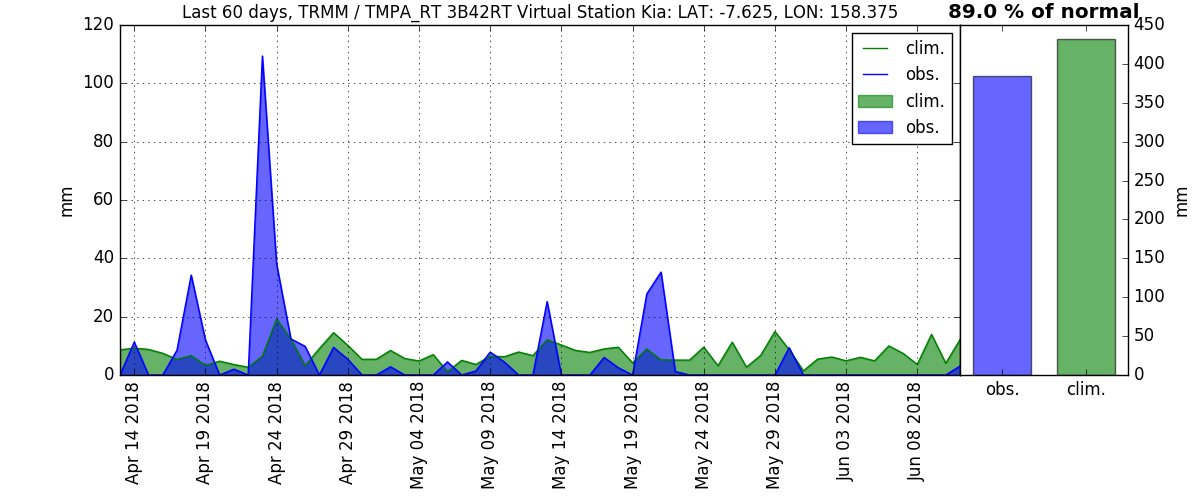 Last 60 days, TRMM / TMPA_RT 3B42RT Virtual Station Kia: LAT: -7.625, LON: 158.375
89.0 % of normal
120
100
80
60
40
20
0
mm
clim.
obs.
clim.
obs.
Apr 14 2018
Apr 19 2018
Apr 24 2018
Apr 29 2018
May 04 2018
May 09 2018
May 14 2018
May 19 2018
May 24 2018
May 29 2018
Jun 03 2018
Jun 08 2018
450
400
350
300
250
200
150
100
50
0
mm
obs.
clim.